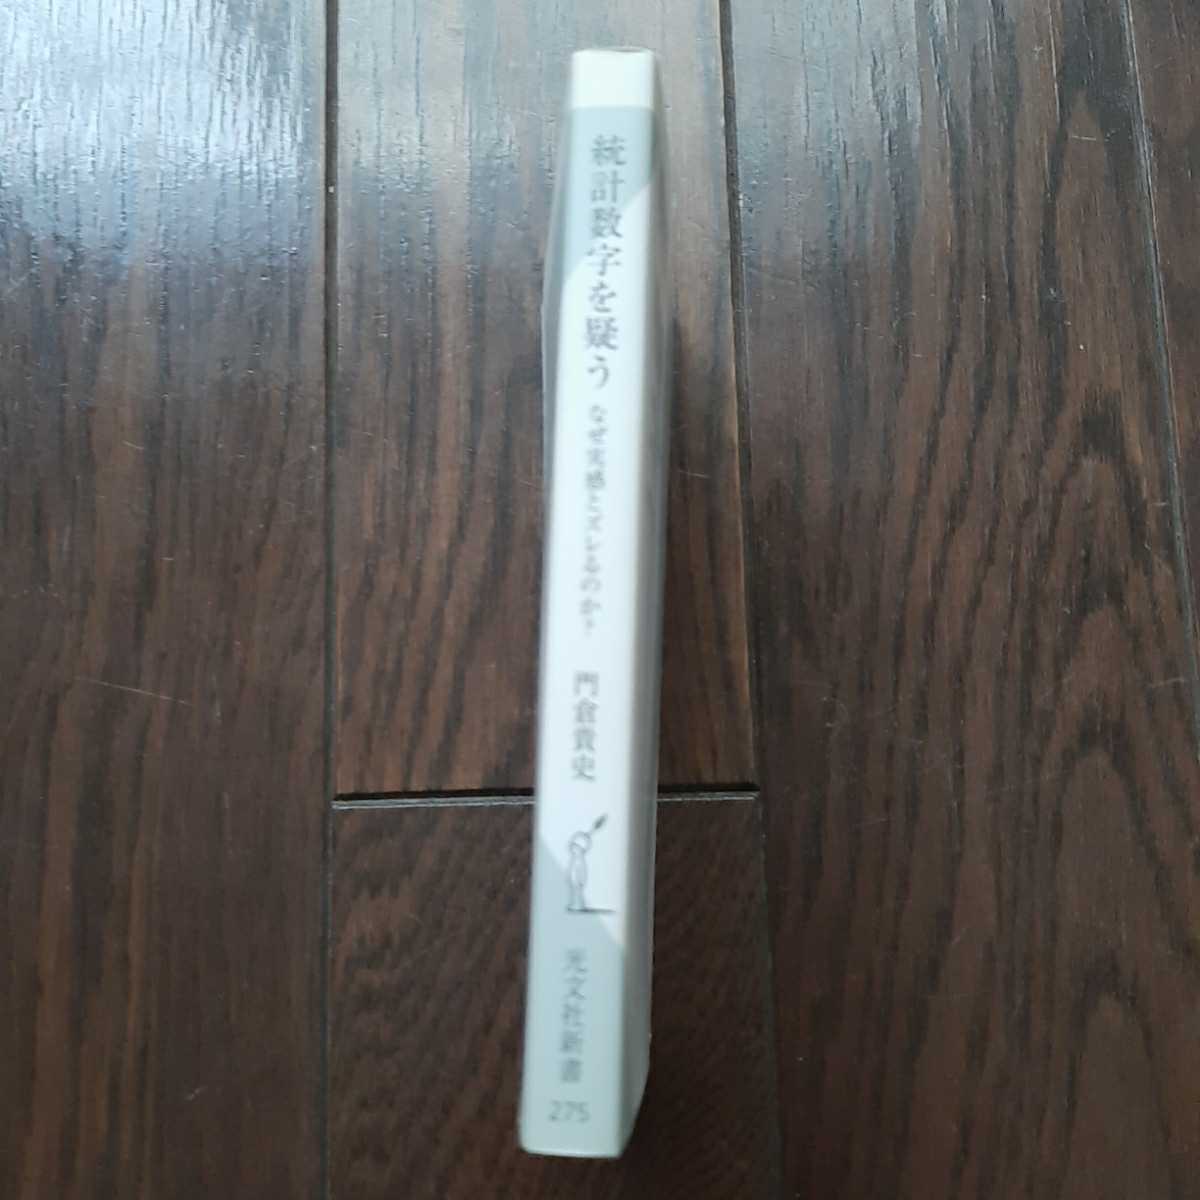 統計数字を疑う
なぜ実感とズレるのか?
門倉貴史
光文社新書
275